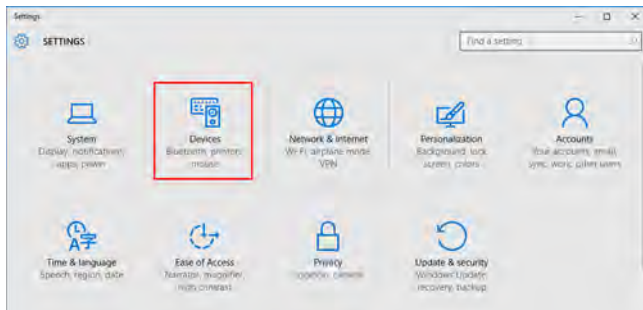 Settings
SETTINGS
Find a setting
System
Display, notifications,
apps, power
Devices
Bluetooth, printers,
mouse
Network & Internet
Wi-Fi, airplane mode,
VPN
Personalization
Background, lock
screen, colors
Accounts
Your accounts, email,
sync, work, other users
Time & language
Speech, region, date
Ease of Access
Narrator, magnifier,
high contrast
Privacy
Location, camera
Update & security
Windows Update,
recovery, backup